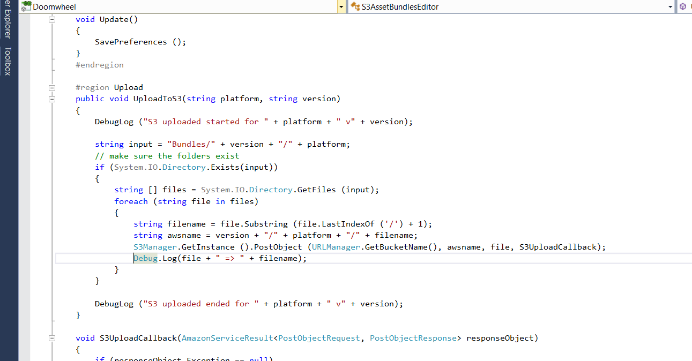 Doomwheel
S3AssetBundlesEditor
er Explorer
Toolbox
void Update()
{
SavePreferences ();
}
#endregion
#region Upload
public void UploadToS3(string platform, string version)
{
DebugLog ("S3 uploaded started for " + platform + " v" + version);
string input = "Bundles/" + version + "/" + platform;
// make sure the folders exist
if (System.IO.Directory.Exists(input))
{
string [] files = System.IO.Directory.GetFiles (input);
foreach (string file in files)
{
string filename = file.Substring (file.LastIndexOf ('/') + 1);
string awsname = version + "/" + platform + "/" + filename;
S3Manager.GetInstance ().PostObject (URLManager.GetBucketName(), awsname, file, S3UploadCallback);
Debug.Log(file + " => " + filename);
}
}
DebugLog ("S3 uploaded ended for " + platform + " v" + version);
}
void S3UploadCallback(AmazonServiceResult<PostObjectRequest, PostObjectResponse> responseObject)
{
if (responseObject.Exception == null)